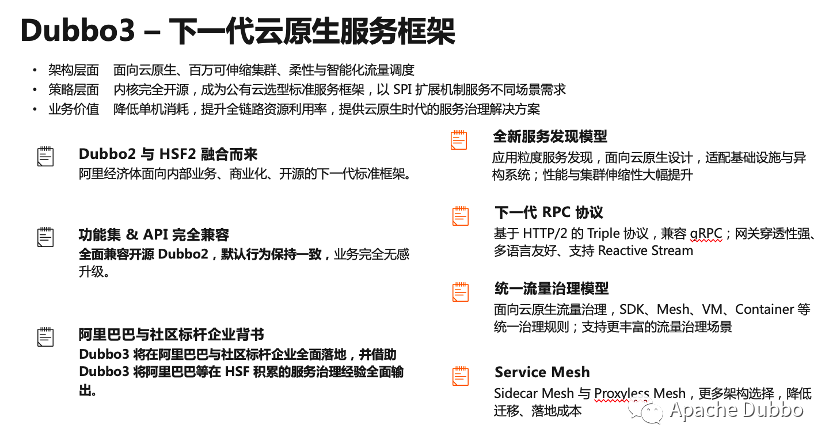 Dubbo3 – 下一代云原生服务框架
• 架构层面 面向云原生、百万可伸缩集群、柔性与智能化流量调度
• 策略层面 内核完全开源，成为公有云选型标准服务框架，以 SPI 扩展机制服务不同场景需求
• 业务价值 降低单机消耗，提升全链路资源利用率，提供云原生时代的服务治理解决方案
Dubbo2 与 HSF2 融合而来
阿里经济体面向内部业务、商业化、开源的下一代标准框架。
功能集 & API 完全兼容
全面兼容开源 Dubbo2，默认行为保持一致，业务完全无感
升级。
阿里巴巴与社区标杆企业背书
Dubbo3 将在阿里巴巴与社区标杆企业全面落地，并借助
Dubbo3 将阿里巴巴等在 HSF 积累的服务治理经验全面输
出。
全新服务发现模型
应用粒度服务发现，面向云原生设计，适配基础设施与异
构系统；性能与集群伸缩性大幅提升
下一代 RPC 协议
基于 HTTP/2 的 Triple 协议，兼容 gRPC；网关穿透性强、
多语言友好、支持 Reactive Stream
统一流量治理模型
面向云原生流量治理，SDK、Mesh、VM、Container 等
统一治理规则；支持更丰富的流量治理场景
Service Mesh
Sidecar Mesh 与 Proxyless Mesh，更多架构选择，降低
迁移、落地成本
Apache Dubbo